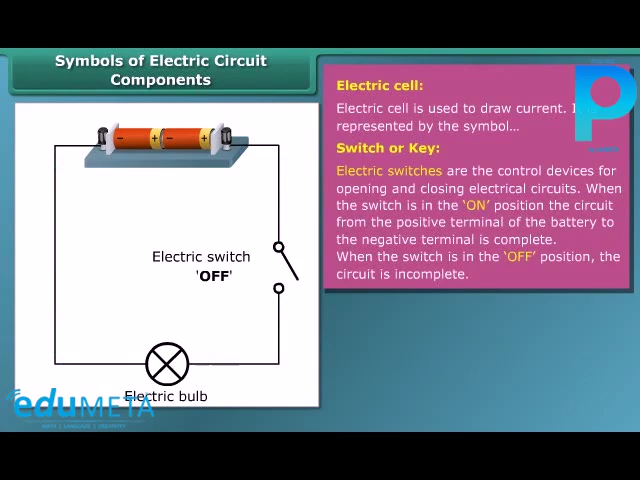 Symbols of Electric Circuit
Components
Electric cell:
Electric cell is used to draw current. I
represented by the symbol…
Switch or Key:
Electric switches are the control devices for
opening and closing electrical circuits. When
the switch is in the ‘ON’ position the circuit
from the positive terminal of the battery to
the negative terminal is complete.
When the switch is in the ‘OFF’ position, the
circuit is incomplete.
P
- + - +
Electric switch
'OFF'
Electric bulb
eduMETA